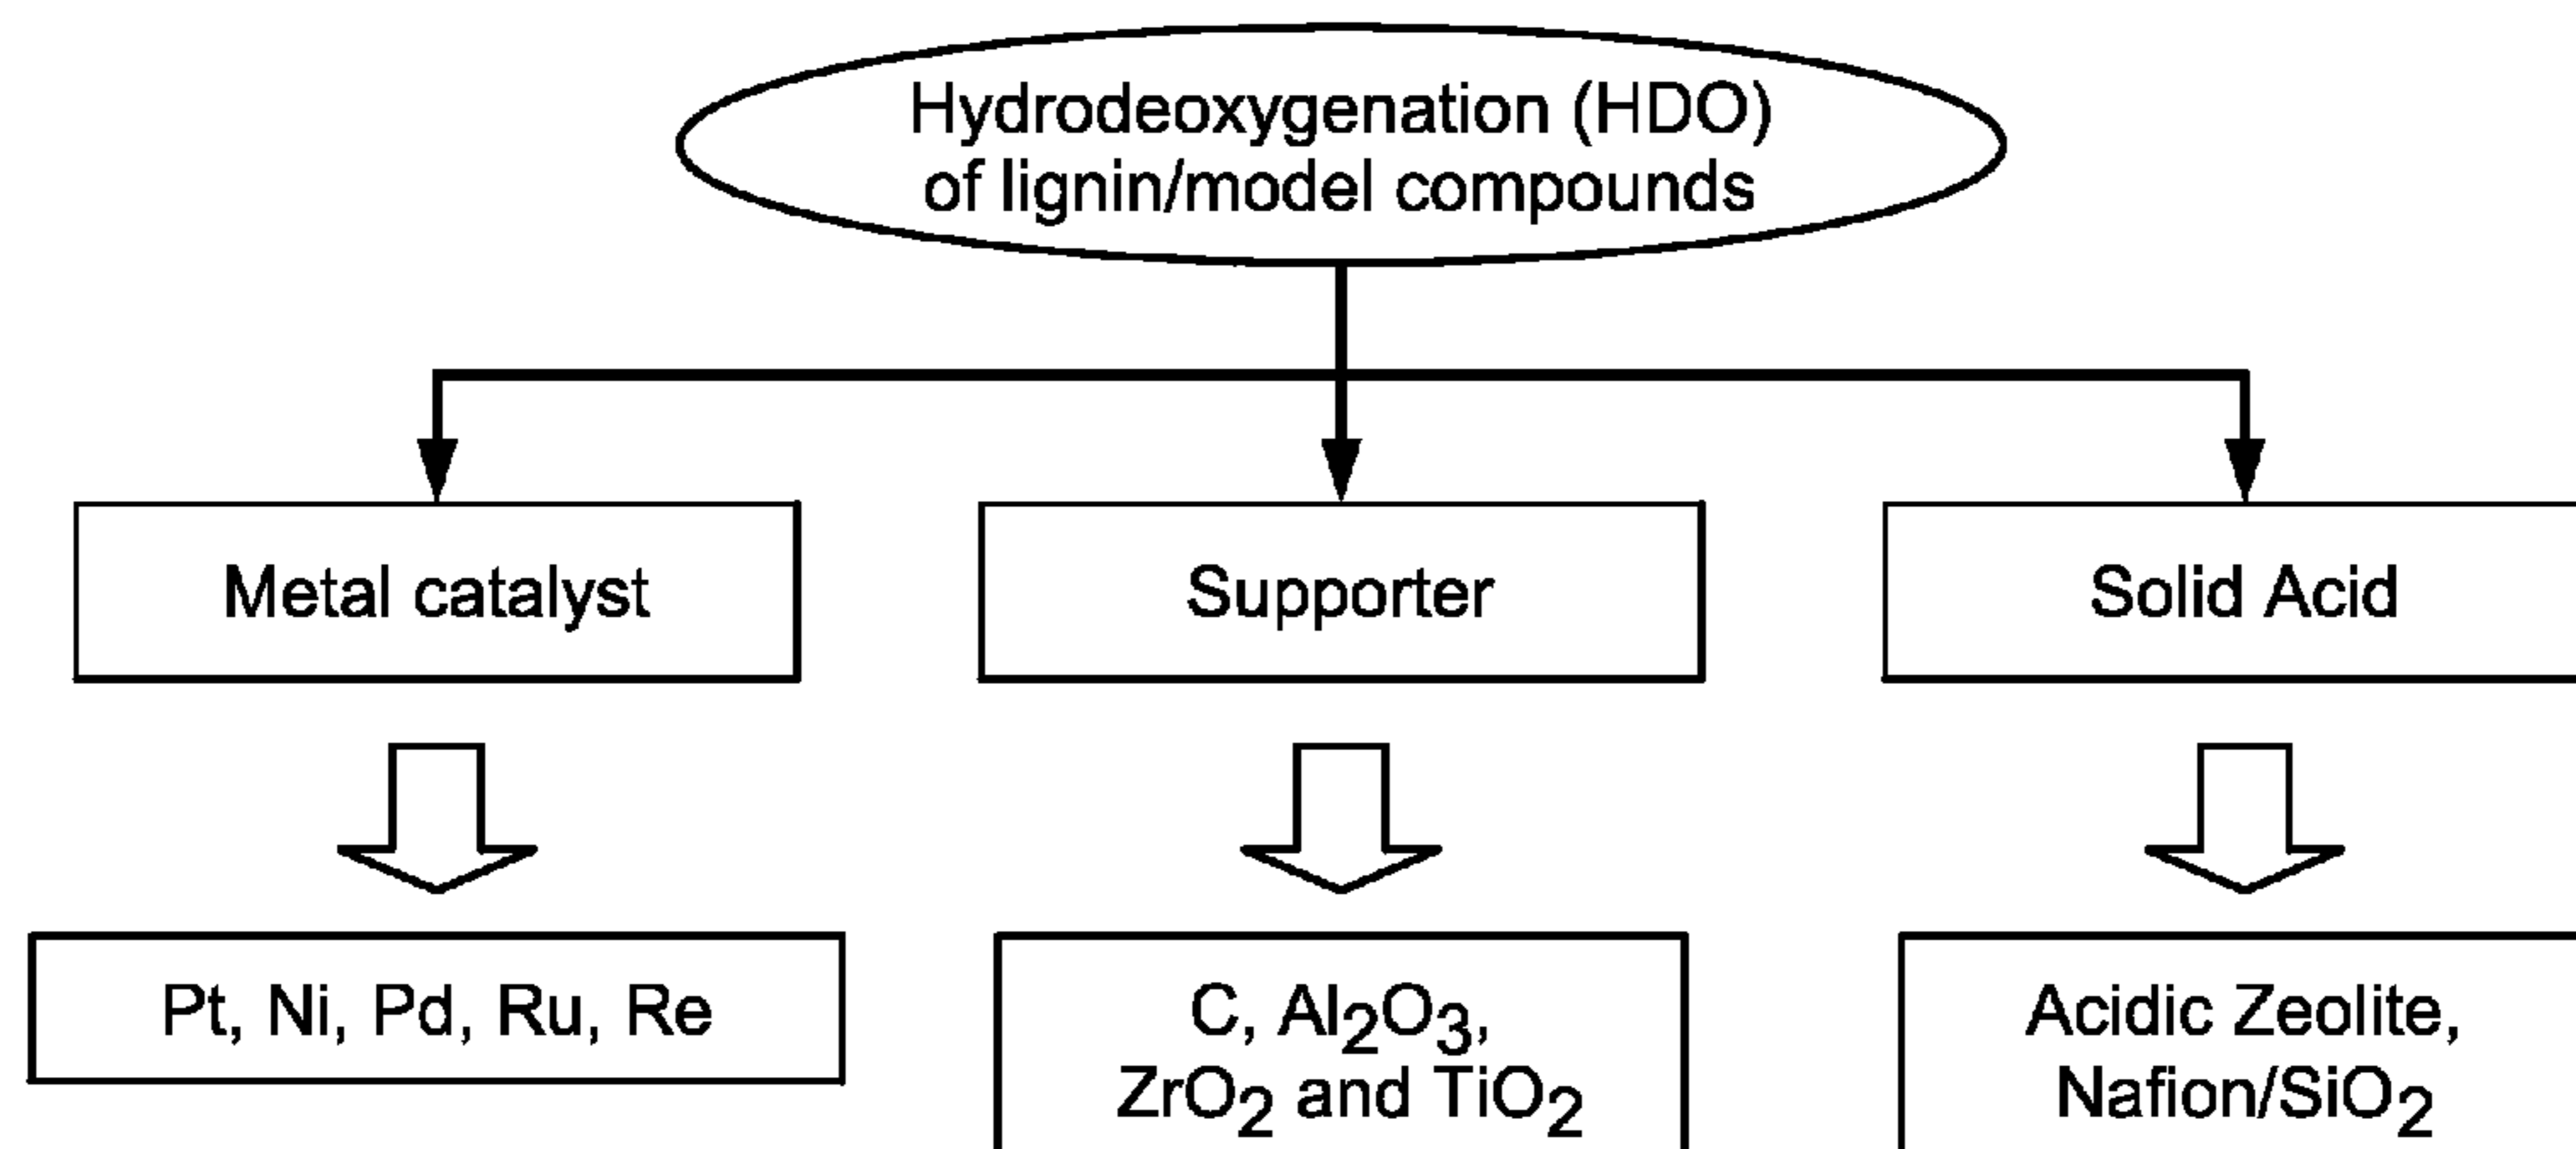 Hydrodeoxygenation (HDO)
of lignin/model compounds
Metal catalyst
Supporter
Solid Acid
Pt, Ni, Pd, Ru, Re
C, Al₂O₃,
ZrO₂ and TiO₂
Acidic Zeolite,
Nafion/SiO₂